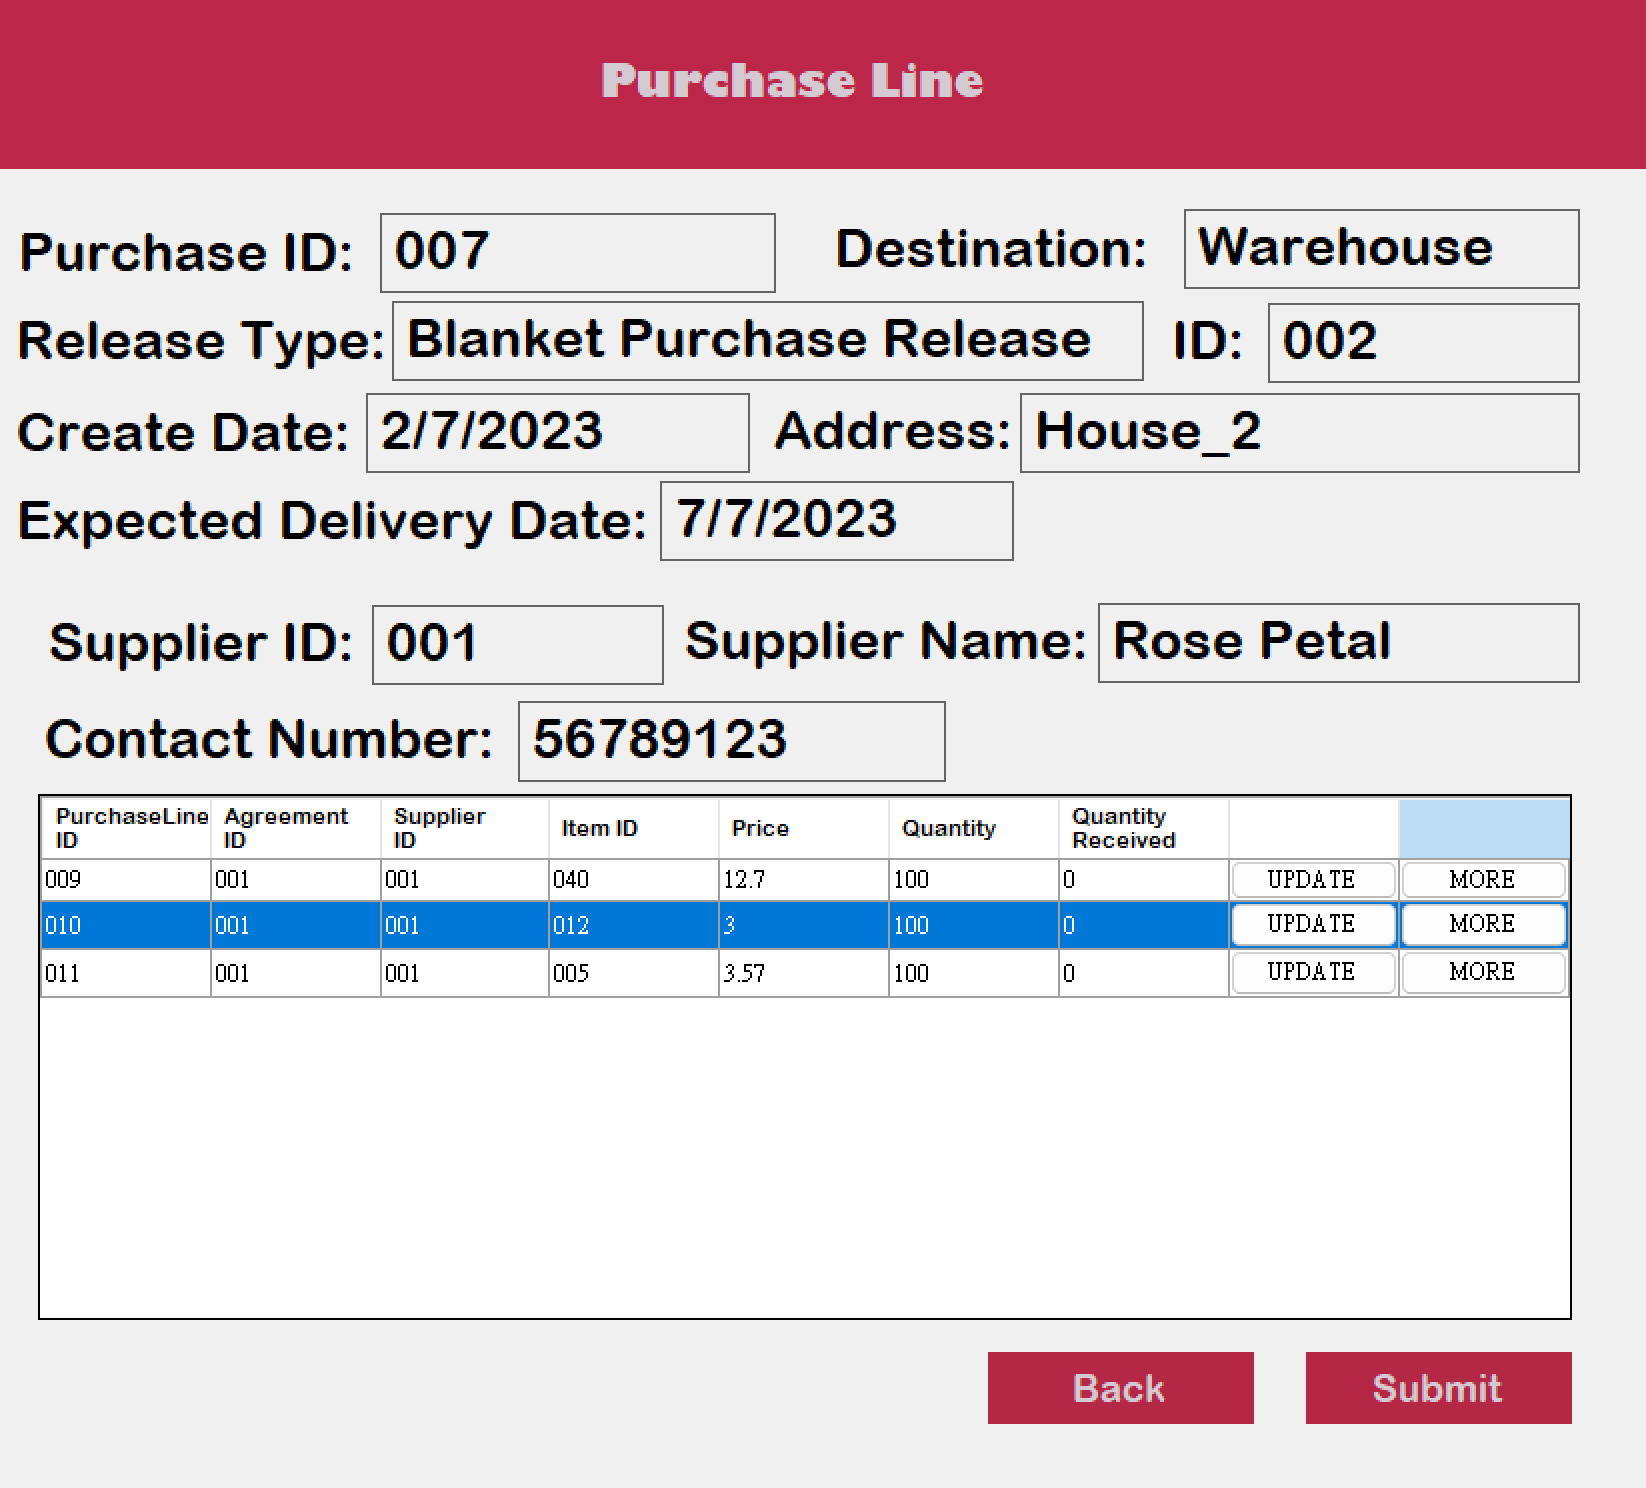 Purchase Line
Purchase ID: 007 Destination: Warehouse
Release Type: Blanket Purchase Release ID: 002
Create Date: 2/7/2023 Address: House_2
Expected Delivery Date: 7/7/2023
Supplier ID: 001 Supplier Name: Rose Petal
Contact Number: 56789123
PurchaseLine ID Agreement ID Supplier ID Item ID Price Quantity Quantity Received
009 001 001 040 12.7 100 0 UPDATE MORE
010 001 001 012 3 100 0 UPDATE MORE
011 001 001 005 3.57 100 0 UPDATE MORE
Back Submit